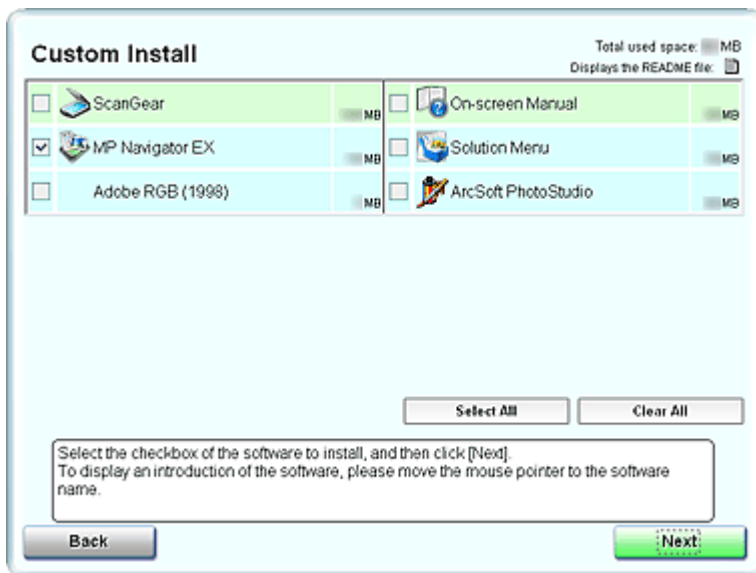 Custom Install
Total used space: MB
Displays the README file:
ScanGear MB
On-screen Manual MB
MP Navigator EX MB
Solution Menu MB
Adobe RGB (1998) MB
ArcSoft PhotoStudio MB
Select All Clear All
Select the checkbox of the software to install, and then click [Next].
To display an introduction of the software, please move the mouse pointer to the software
name.
Back Next